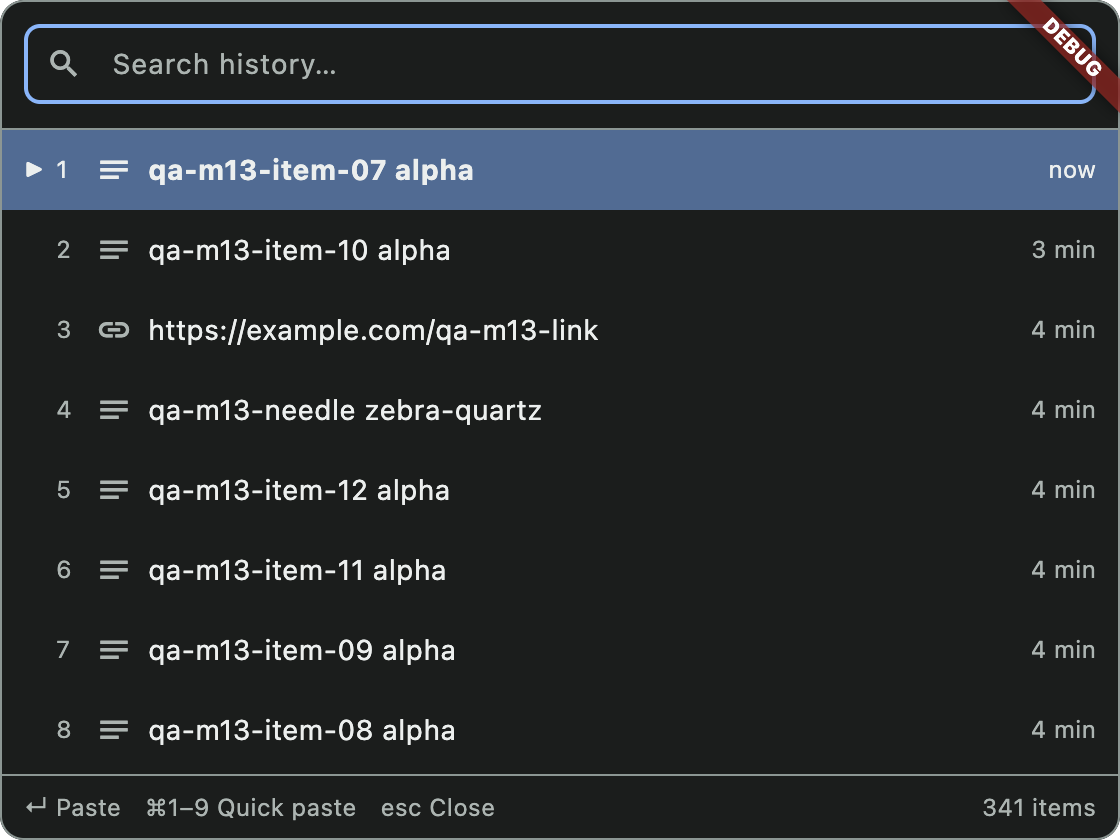 Search history…
DEBUG
1 qa-m13-item-07 alpha now
2 qa-m13-item-10 alpha 3 min
3 https://example.com/qa-m13-link 4 min
4 qa-m13-needle zebra-quartz 4 min
5 qa-m13-item-12 alpha 4 min
6 qa-m13-item-11 alpha 4 min
7 qa-m13-item-09 alpha 4 min
8 qa-m13-item-08 alpha 4 min
↵ Paste ⌘1–9 Quick paste esc Close 341 items